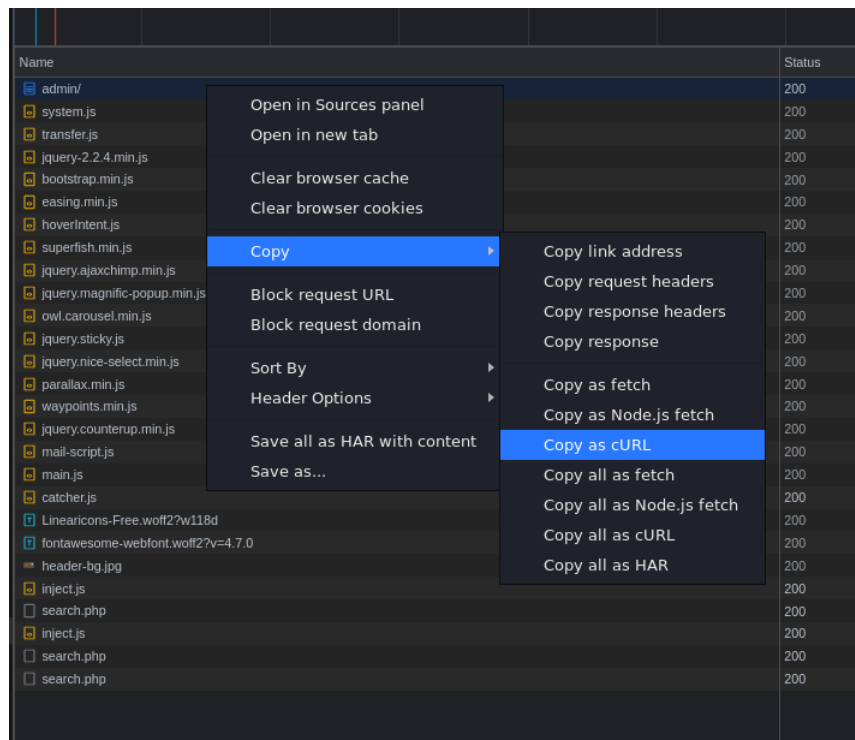 Name Status
admin/ 200
system.js 200
transfer.js 200
jquery-2.2.4.min.js 200
bootstrap.min.js 200
easing.min.js 200
hoverIntent.js 200
superfish.min.js 200
jquery.ajaxchimp.min.js 200
jquery.magnific-popup.min.js 200
owl.carousel.min.js 200
jquery.sticky.js 200
jquery.nice-select.min.js 200
parallax.min.js 200
waypoints.min.js 200
jquery.counterup.min.js 200
mail-script.js 200
main.js 200
catcher.js 200
Linearicons-Free.woff2?w118d 200
fontawesome-webfont.woff2?v=4.7.0 200
header-bg.jpg 200
inject.js 200
search.php 200
inject.js 200
search.php 200
search.php 200
Open in Sources panel
Open in new tab
Clear browser cache
Clear browser cookies
Copy
Block request URL
Block request domain
Sort By
Header Options
Save all as HAR with content
Save as...
Copy link address
Copy request headers
Copy response headers
Copy response
Copy as fetch
Copy as Node.js fetch
Copy as cURL
Copy all as fetch
Copy all as Node.js fetch
Copy all as cURL
Copy all as HAR